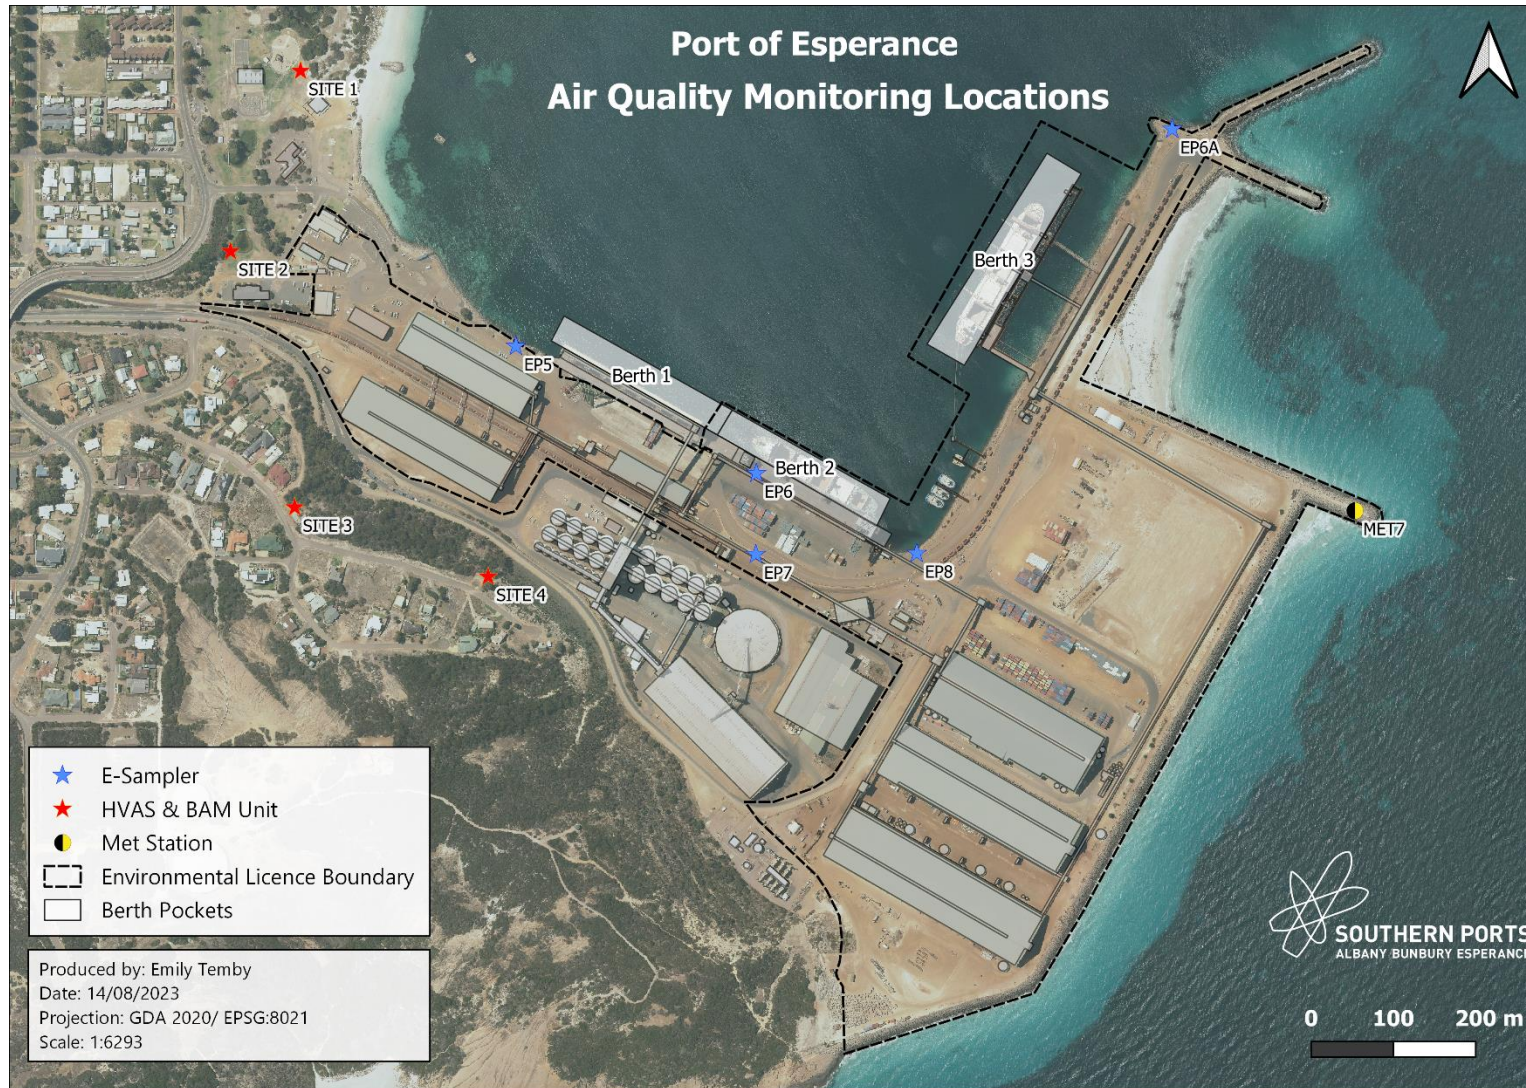 Port of Esperance
Air Quality Monitoring Locations
SITE 1
EP6A
SITE 2
Berth 3
EP5
Berth 1
Berth 2
EP6
SITE 3
MET7
EP7
EP8
SITE 4
E-Sampler
HVAS & BAM Unit
Met Station
Environmental Licence Boundary
Berth Pockets
Produced by: Emily Temby
Date: 14/08/2023
Projection: GDA 2020/ EPSG:8021
Scale: 1:6293
SOUTHERN PORTS
ALBANY BUNBURY ESPERANCE
0 100 200 m